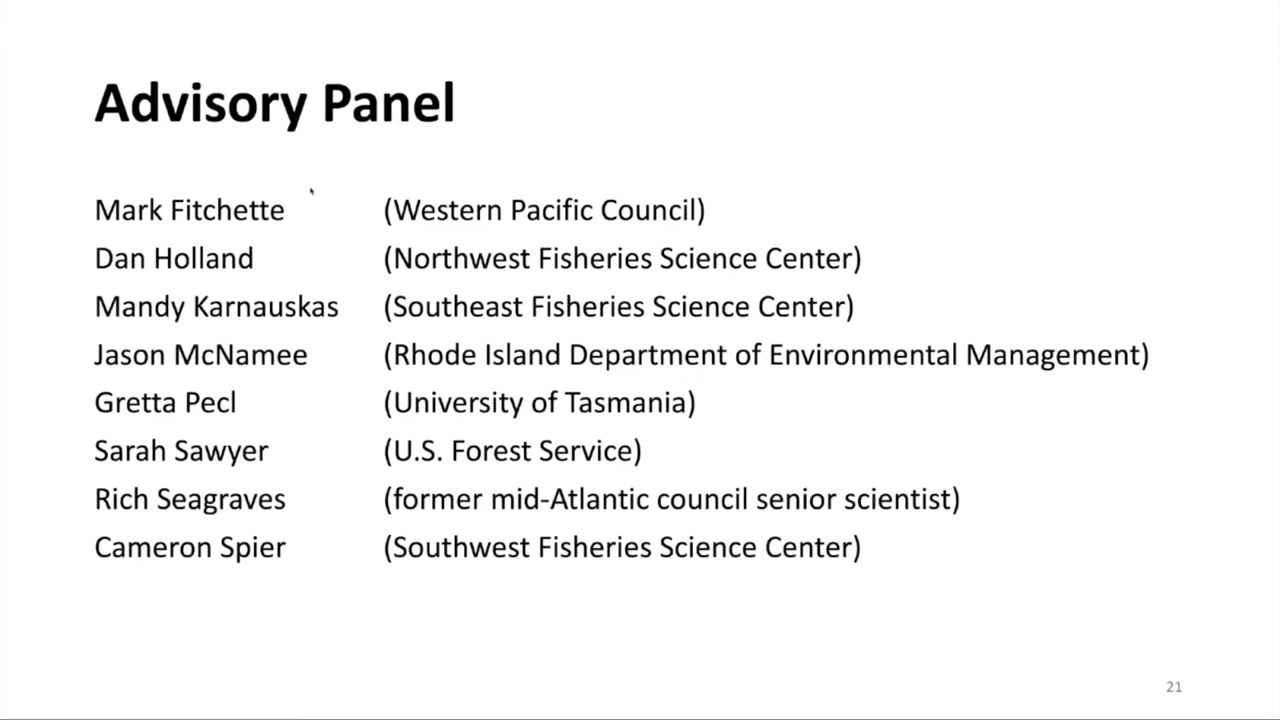 Advisory Panel
Mark Fitchette (Western Pacific Council)
Dan Holland (Northwest Fisheries Science Center)
Mandy Karnauskas (Southeast Fisheries Science Center)
Jason McNamee (Rhode Island Department of Environmental Management)
Gretta Pecl (University of Tasmania)
Sarah Sawyer (U.S. Forest Service)
Rich Seagraves (former mid-Atlantic council senior scientist)
Cameron Spier (Southwest Fisheries Science Center)
21